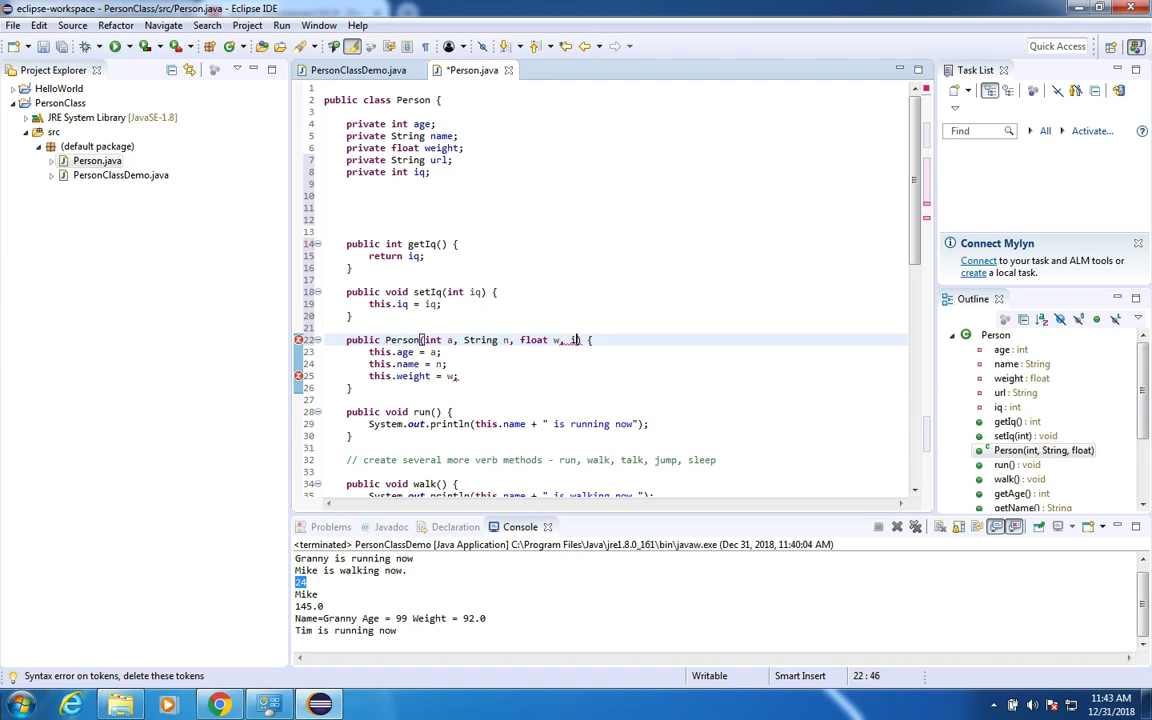 eclipse-workspace - PersonClass/src/Person.java - Eclipse IDE
File Edit Source Refactor Navigate Search Project Run Window Help
Quick Access
Project Explorer
HelloWorld
PersonClass
JRE System Library [JavaSE-1.8]
src
(default package)
Person.java
PersonClassDemo.java
PersonClassDemo.java
*Person.java
1
2 public class Person {
3
4 private int age;
5 private String name;
6 private float weight;
7 private String url;
8 private int iq;
9
10
11
12
13
14 public int getIq() {
15 return iq;
16 }
17
18 public void setIq(int iq) {
19 this.iq = iq;
20 }
21
22 public Person(int a, String n, float w, i) {
23 this.age = a;
24 this.name = n;
25 this.weight = w;
26 }
27
28 public void run() {
29 System.out.println(this.name + " is running now");
30 }
31
32 // create several more verb methods - run, walk, talk, jump, sleep
33
34 public void walk() {
35 System.out.println(this.name + " is walking now.");
Task List
Find
All
Activate...
Connect Mylyn
Connect to your task and ALM tools or
create a local task.
Outline
Person
age : int
name : String
weight : float
url : String
iq : int
getIq() : int
setIq(int) : void
Person(int, String, float)
run() : void
walk() : void
getAge() : int
getName() : String
Problems Javadoc Declaration Console
<terminated> PersonClassDemo [Java Application] C:\Program Files\Java\jre1.8.0_161\bin\javaw.exe (Dec 31, 2018, 11:40:04 AM)
Granny is running now
Mike is walking now.
24
Mike
145.0
Name=Granny Age = 99 Weight = 92.0
Tim is running now
Syntax error on tokens, delete these tokens
Writable
Smart Insert
22 : 46
11:43 AM
12/31/2018